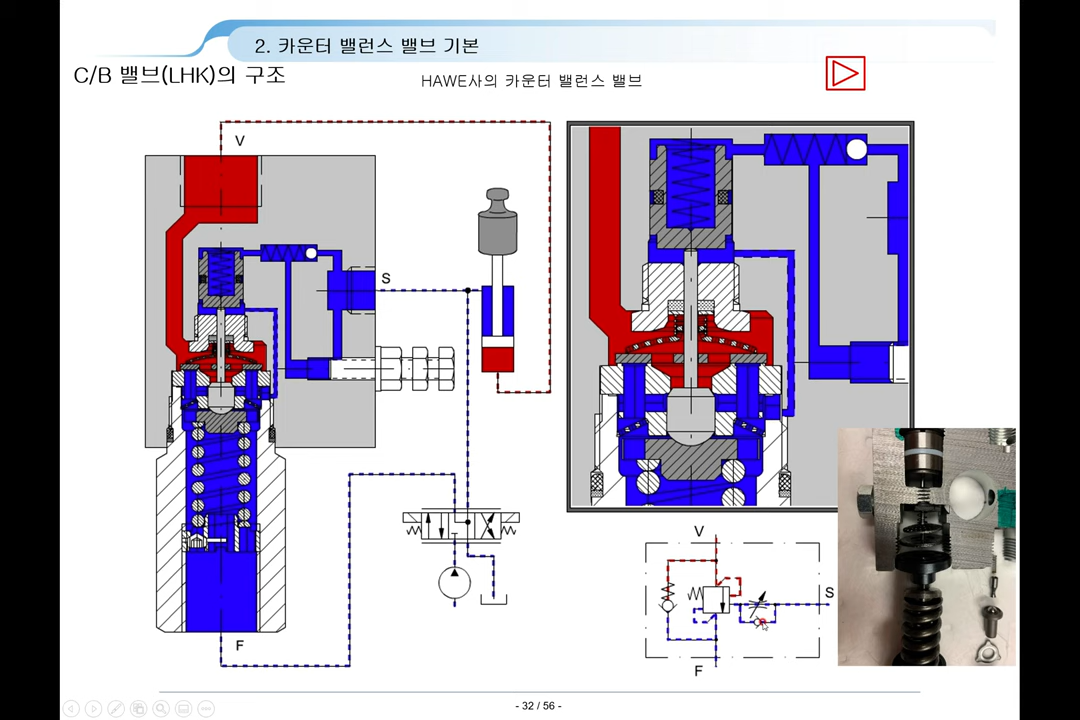 2. 카운터 밸런스 밸브 기본
C/B 밸브(LHK)의 구조
HAWE사의 카운터 밸런스 밸브
V
S
F
V
S
F
- 32 / 56 -